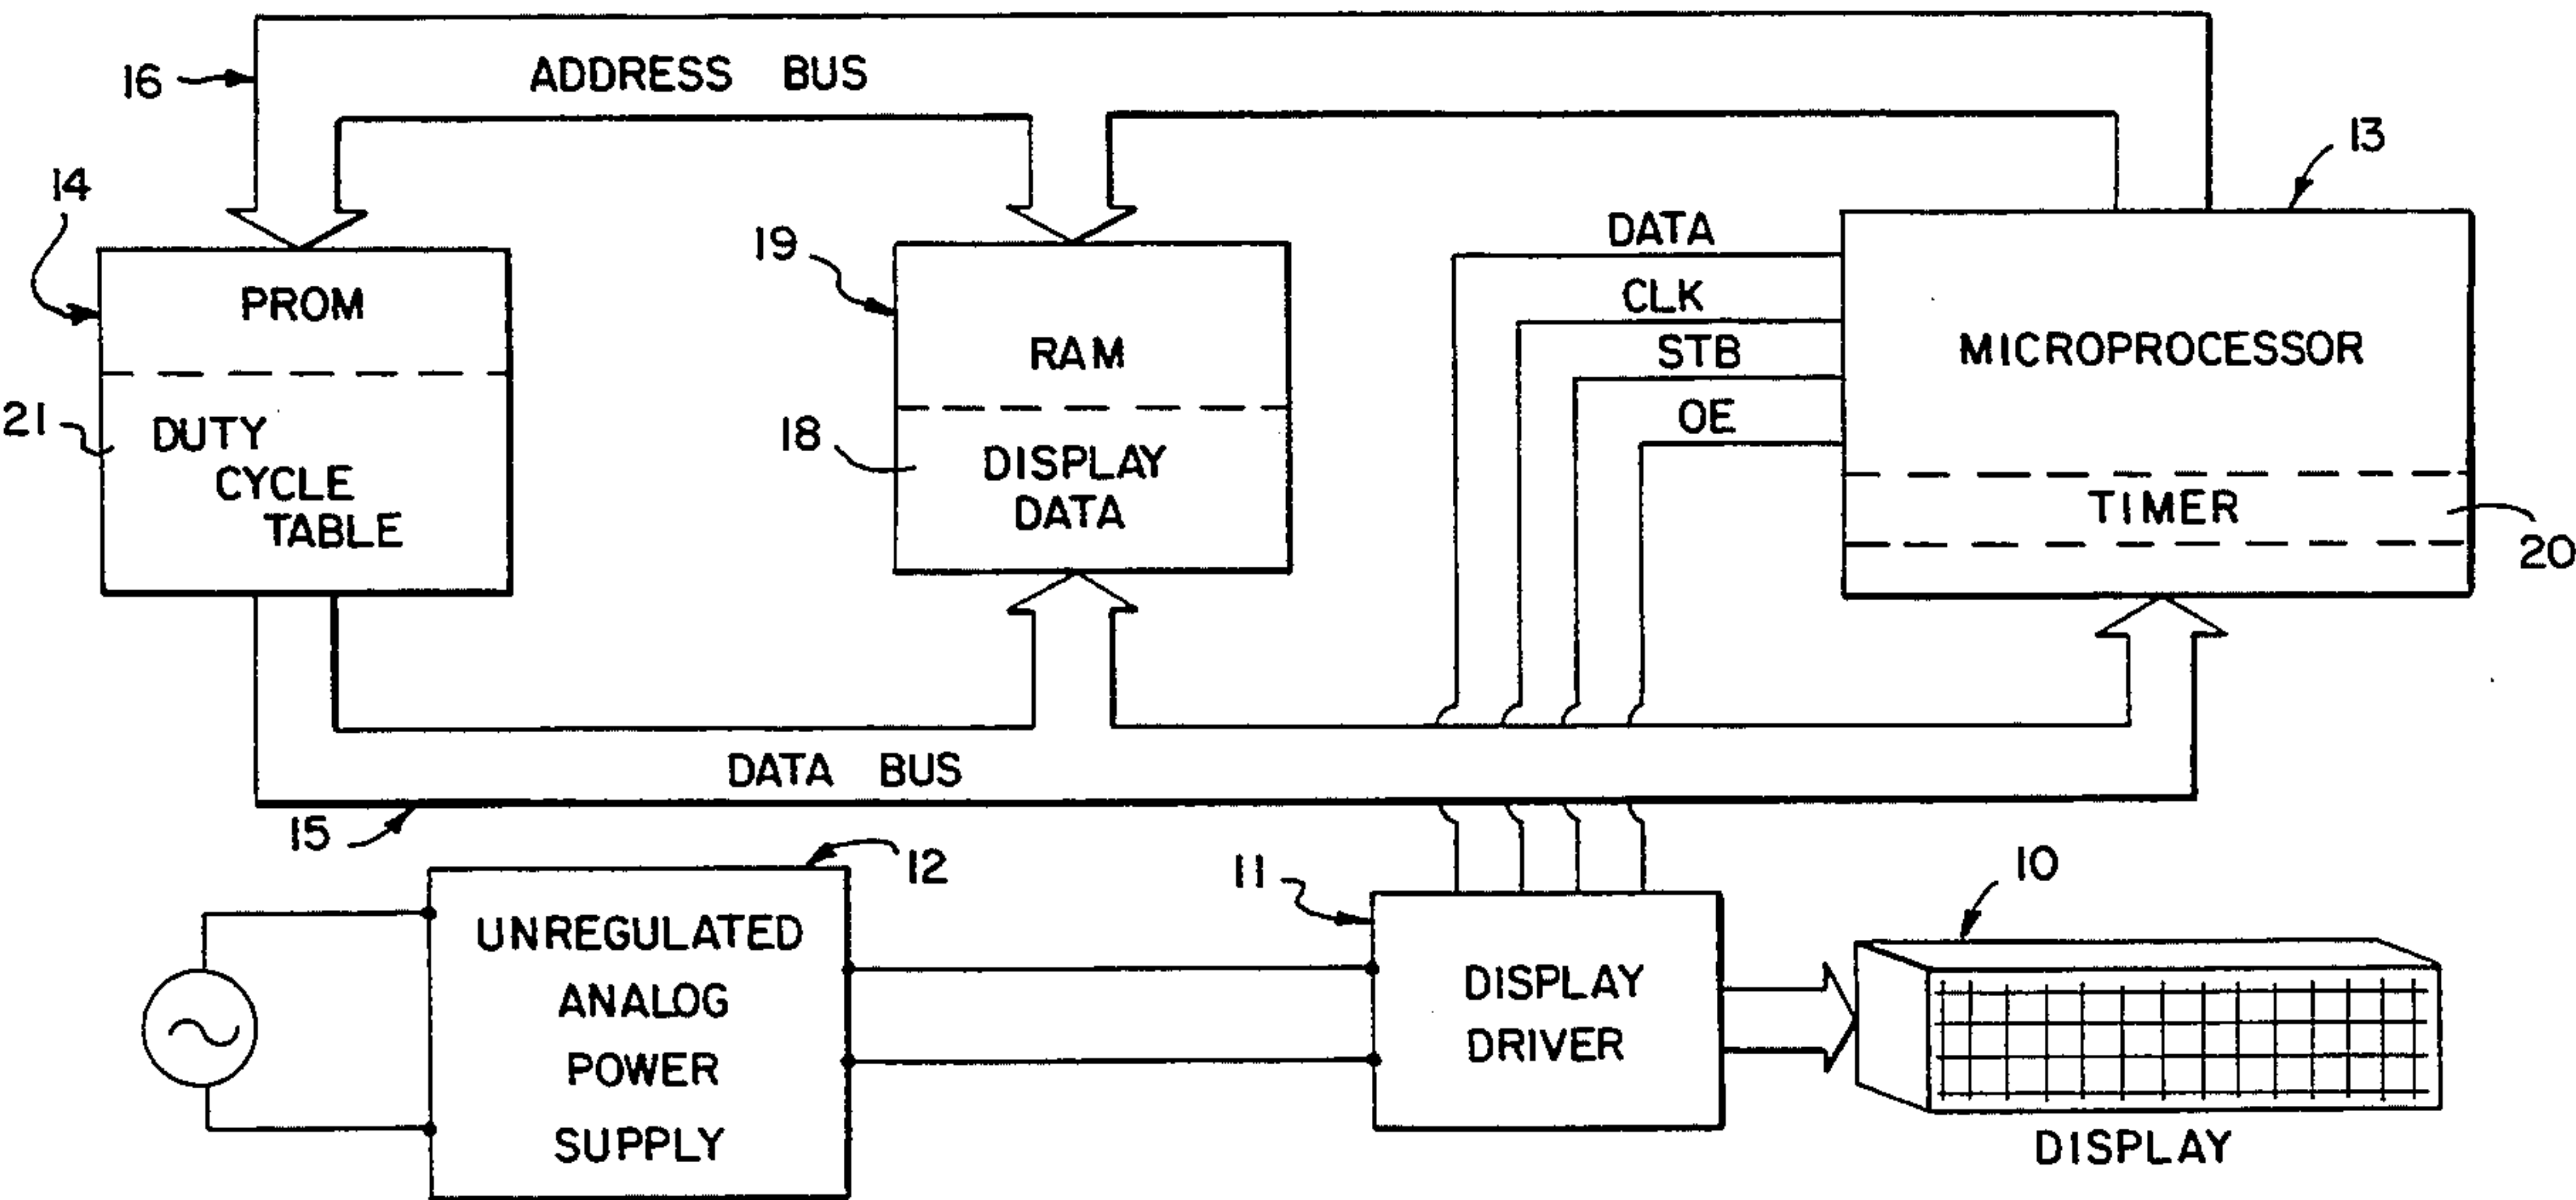 16
ADDRESS BUS
13
14
19
DATA
CLK
STB
OE
PROM
RAM
MICROPROCESSOR
21
DUTY
CYCLE
TABLE
18
DISPLAY
DATA
TIMER
20
DATA BUS
15
12
11
10
UNREGULATED
ANALOG
POWER
SUPPLY
DISPLAY
DRIVER
DISPLAY